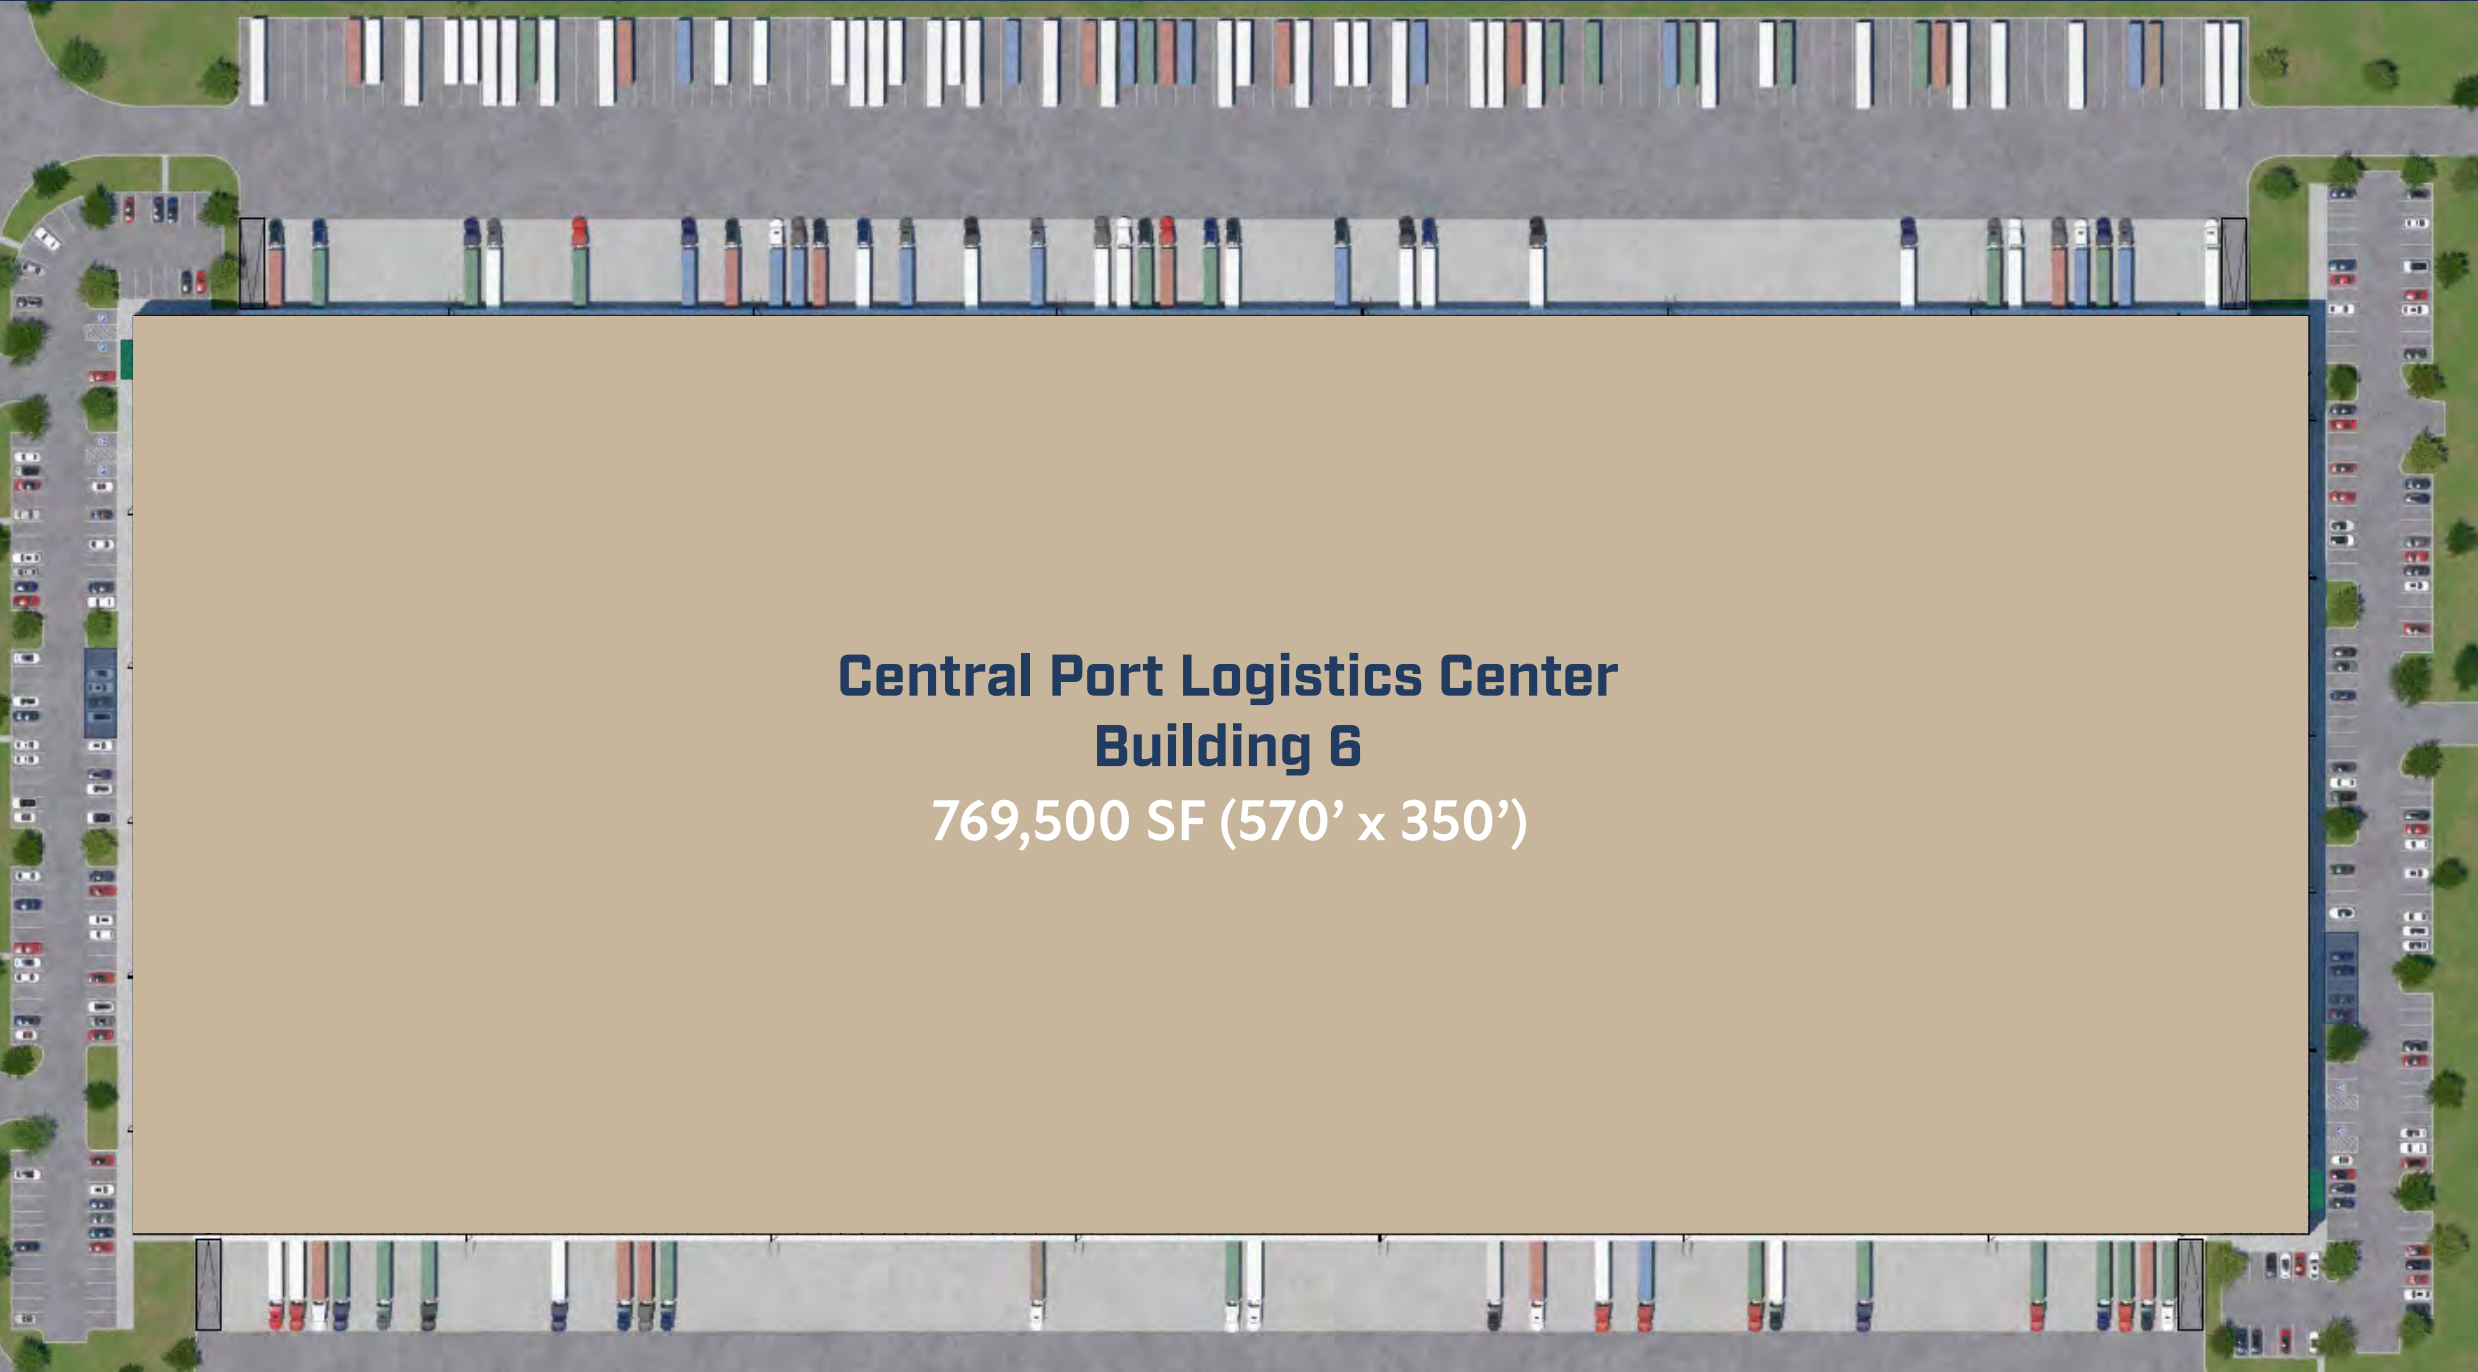 Central Port Logistics Center
Building 6
769,500 SF (570’ x 350’)